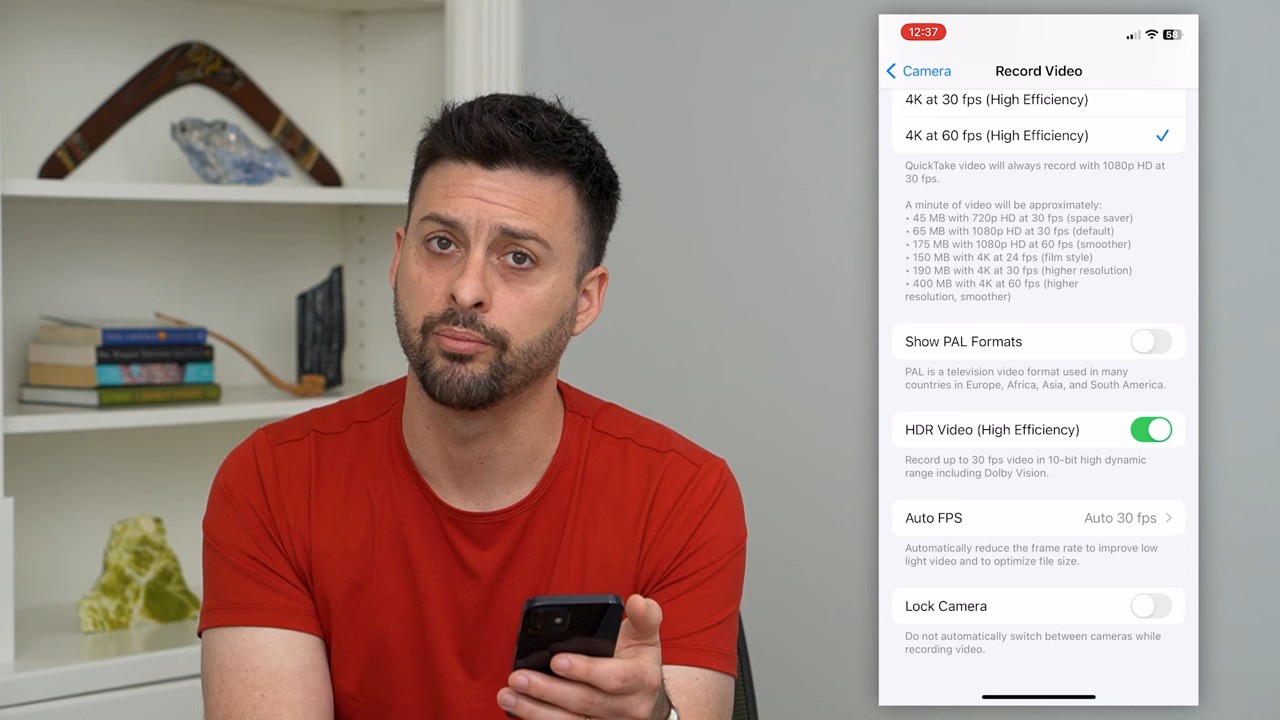 12:37
58
Camera
Record Video
4K at 30 fps (High Efficiency)
4K at 60 fps (High Efficiency)
QuickTake video will always record with 1080p HD at
30 fps.
A minute of video will be approximately:
• 45 MB with 720p HD at 30 fps (space saver)
• 65 MB with 1080p HD at 30 fps (default)
• 175 MB with 1080p HD at 60 fps (smoother)
• 150 MB with 4K at 24 fps (film style)
• 190 MB with 4K at 30 fps (higher resolution)
• 400 MB with 4K at 60 fps (higher
resolution, smoother)
Show PAL Formats
PAL is a television video format used in many
countries in Europe, Africa, Asia, and South America.
HDR Video (High Efficiency)
Record up to 30 fps video in 10-bit high dynamic
range including Dolby Vision.
Auto FPS
Auto 30 fps
Automatically reduce the frame rate to improve low
light video and to optimize file size.
Lock Camera
Do not automatically switch between cameras while
recording video.